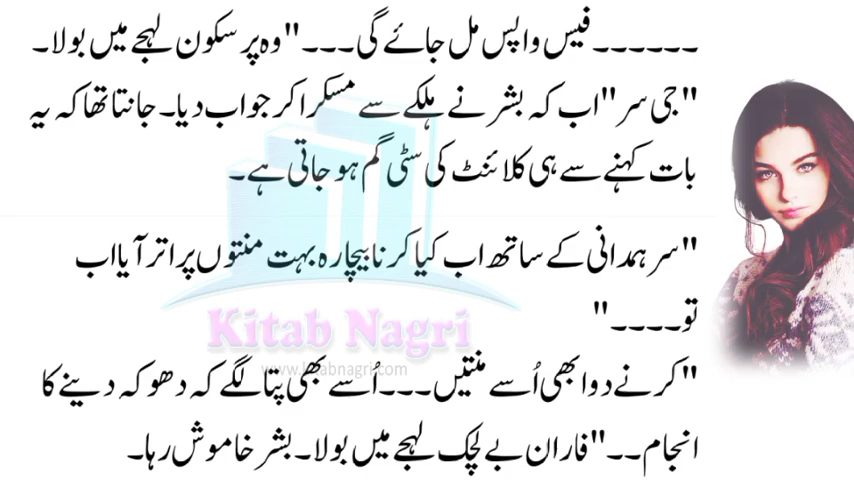 ۔۔۔۔۔۔فیس واپس مل جائے گی۔۔۔"وہ پر سکون لہجے میں بولا۔
"جی سر"اب کہ بشر نے ہلکے سے مسکرا کر جواب دیا۔ جانتا تھا کہ یہ
بات کہنے سے ہی کلائنٹ کی سٹی گم ہو جاتی ہے۔
"سر ہمدانی کے ساتھ اب کیا کرنا بیچارہ بہت منتوں پر اتر آیا اب
تو۔۔۔۔"
"کرنے دو ابھی اُسے منتیں۔۔۔اُسے بھی پتا لگے کہ دھوکہ دینے کا
انجام۔۔"فاران بے لچک لہجے میں بولا۔ بشر خاموش رہا۔
Kitab Nagri
www.kitabnagri.com